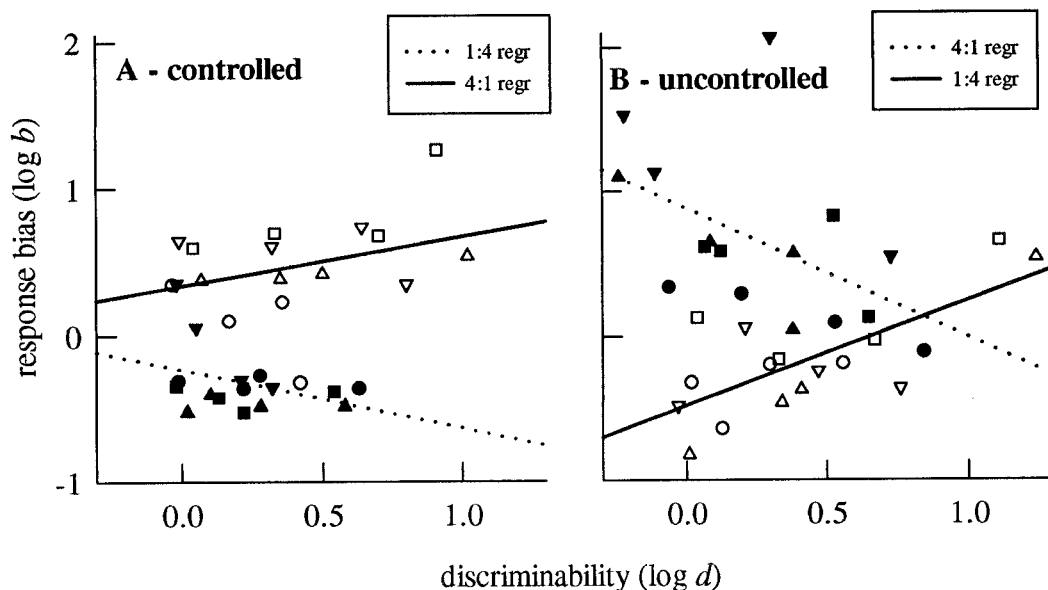 A - controlled
1:4 regr
4:1 regr
B - uncontrolled
4:1 regr
1:4 regr
response bias (log b)
2
1
0
-1
0.0 0.5 1.0
0.0 0.5 1.0
discriminability (log d)